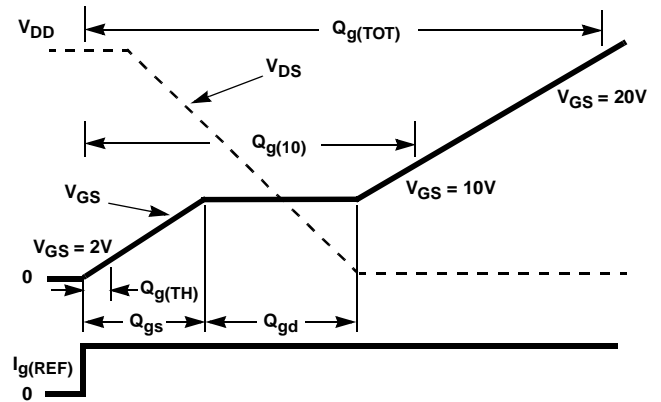 V_DD
Q_g(TOT)
V_DS
V_GS = 20V
Q_g(10)
V_GS
V_GS = 10V
V_GS = 2V
0
Q_g(TH)
Q_gs
Q_gd
I_g(REF)
0